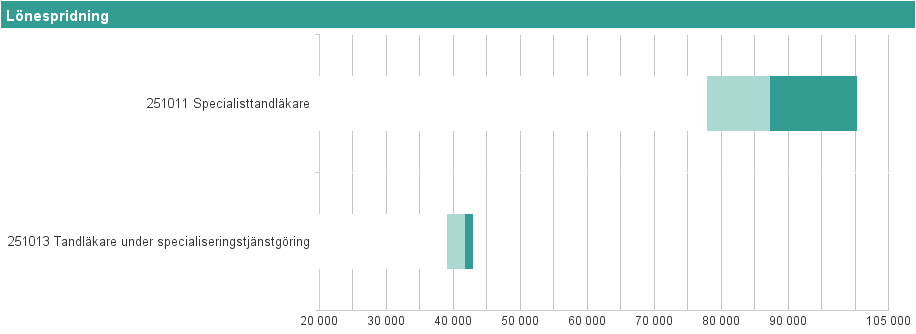 Lönespridning
251011 Specialisttandläkare
251013 Tandläkare under specialiseringstjänstgöring
20 000 30 000 40 000 50 000 60 000 70 000 80 000 90 000 105 000